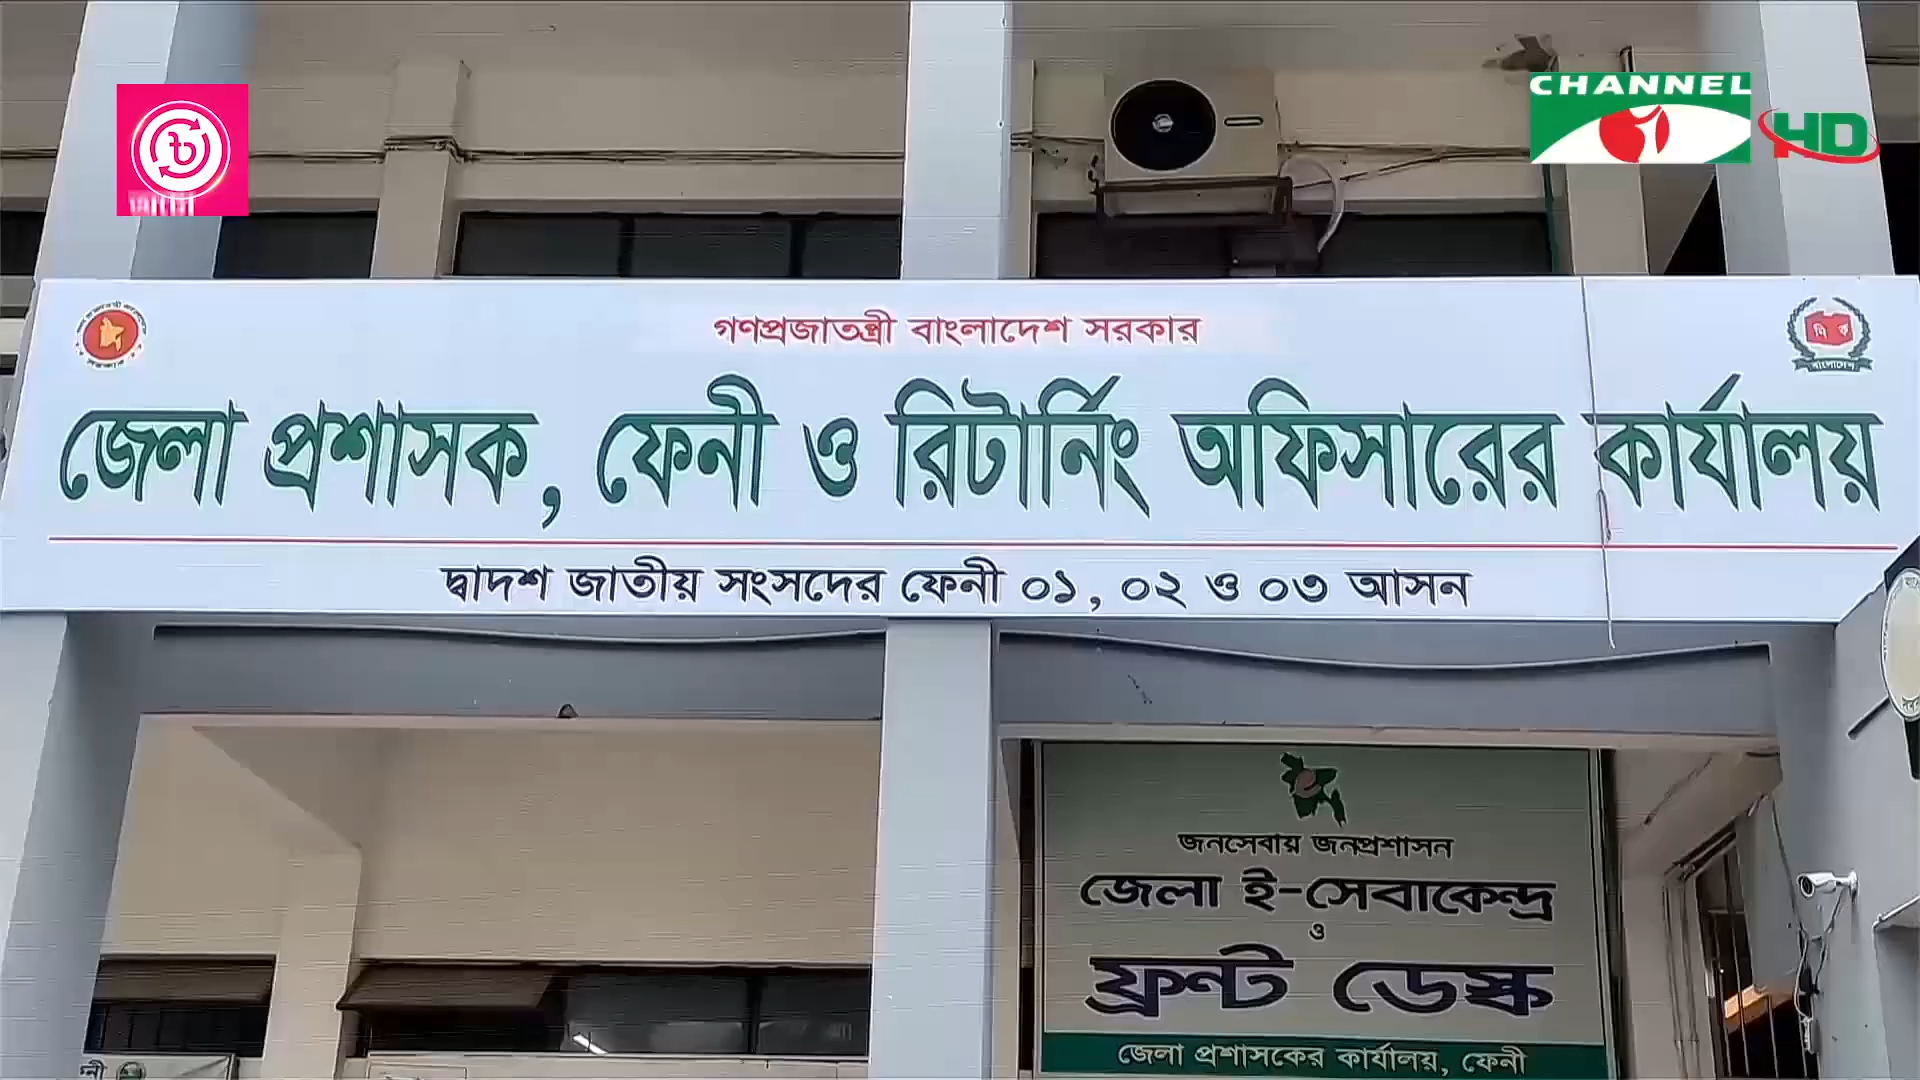 CHANNEL
HD
গণপ্রজাতন্ত্রী বাংলাদেশ সরকার
জেলা প্রশাসক, ফেনী ও রিটার্নিং অফিসারের কার্যালয়
দ্বাদশ জাতীয় সংসদের ফেনী ০১, ০২ ও ০৩ আসন
জনসেবায় জনপ্রশাসন
জেলা ই-সেবাকেন্দ্র
ও
ফ্রন্ট ডেস্ক
জেলা প্রশাসকের কার্যালয়, ফেনী